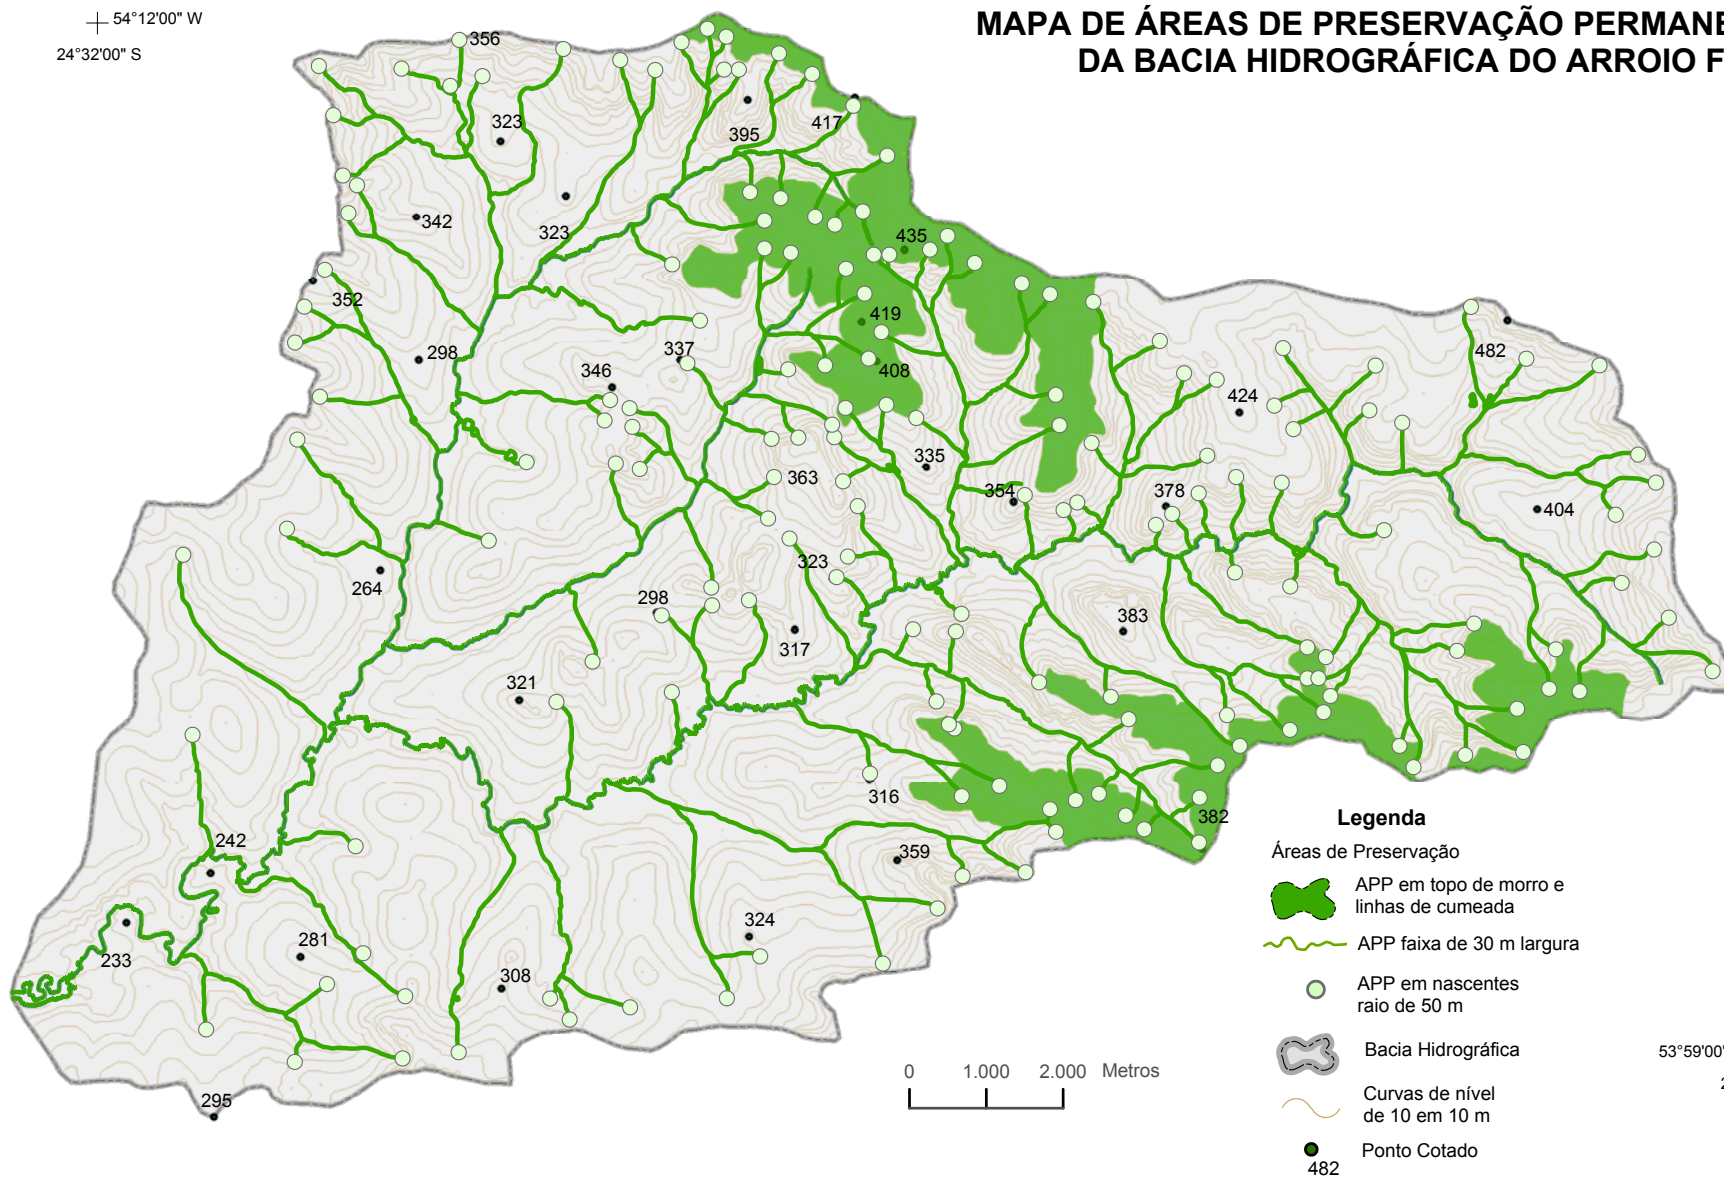 54°12'00" W
24°32'00" S
MAPA DE ÁREAS DE PRESERVAÇÃO PERMANE
DA BACIA HIDROGRÁFICA DO ARROIO F
356
323
395
417
342
323
435
352
298
419
337
346
408
482
424
335
363
354
378
404
264
323
298
317
383
321
316
382
242
359
281
324
233
308
295
0 1.000 2.000 Metros
Legenda
Áreas de Preservação
APP em topo de morro e
linhas de cumeada
APP faixa de 30 m largura
APP em nascentes
raio de 50 m
Bacia Hidrográfica
Curvas de nível
de 10 em 10 m
Ponto Cotado
482
53°59'00"
2